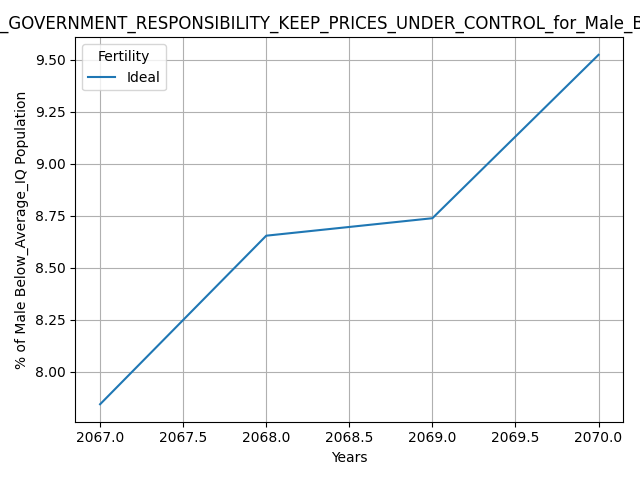 _GOVERNMENT_RESPONSIBILITY_KEEP_PRICES_UNDER_CONTROL_for_Male_B
Fertility
Ideal
% of Male Below_Average_IQ Population
9.50
9.25
9.00
8.75
8.50
8.25
8.00
2067.0 2067.5 2068.0 2068.5 2069.0 2069.5 2070.0
Years